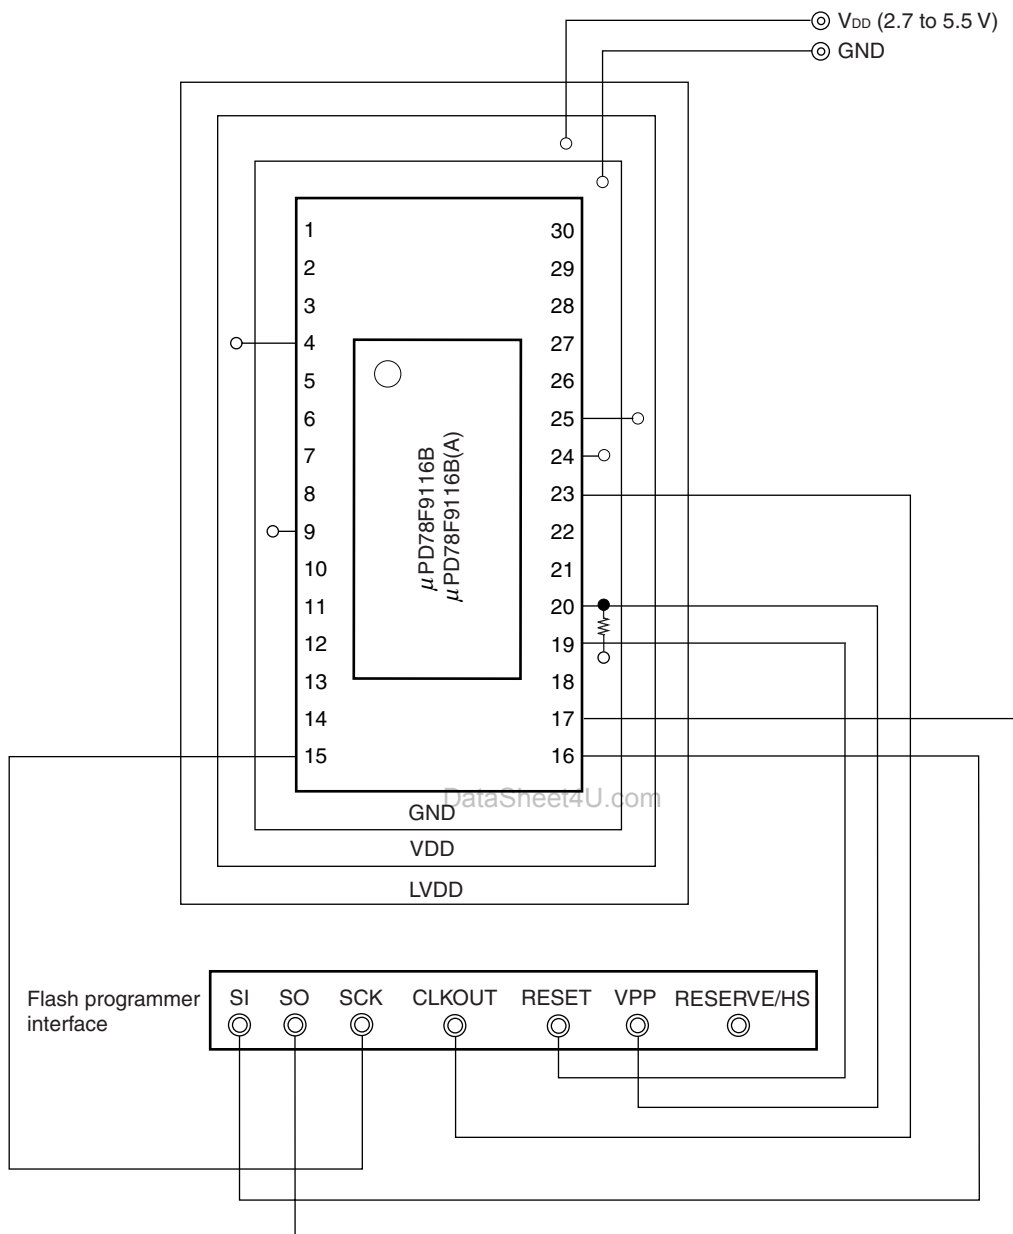 VDD (2.7 to 5.5 V)
GND
1 30
2 29
3 28
4 27
5 26
6 25
7 24
8 23
9 22
10 21
11 20
12 19
13 18
14 17
15 16
μPD78F9116B
μPD78F9116B(A)
DataSheet4U.com
GND
VDD
LVDD
Flash programmer
interface
SI SO SCK CLKOUT RESET VPP RESERVE/HS